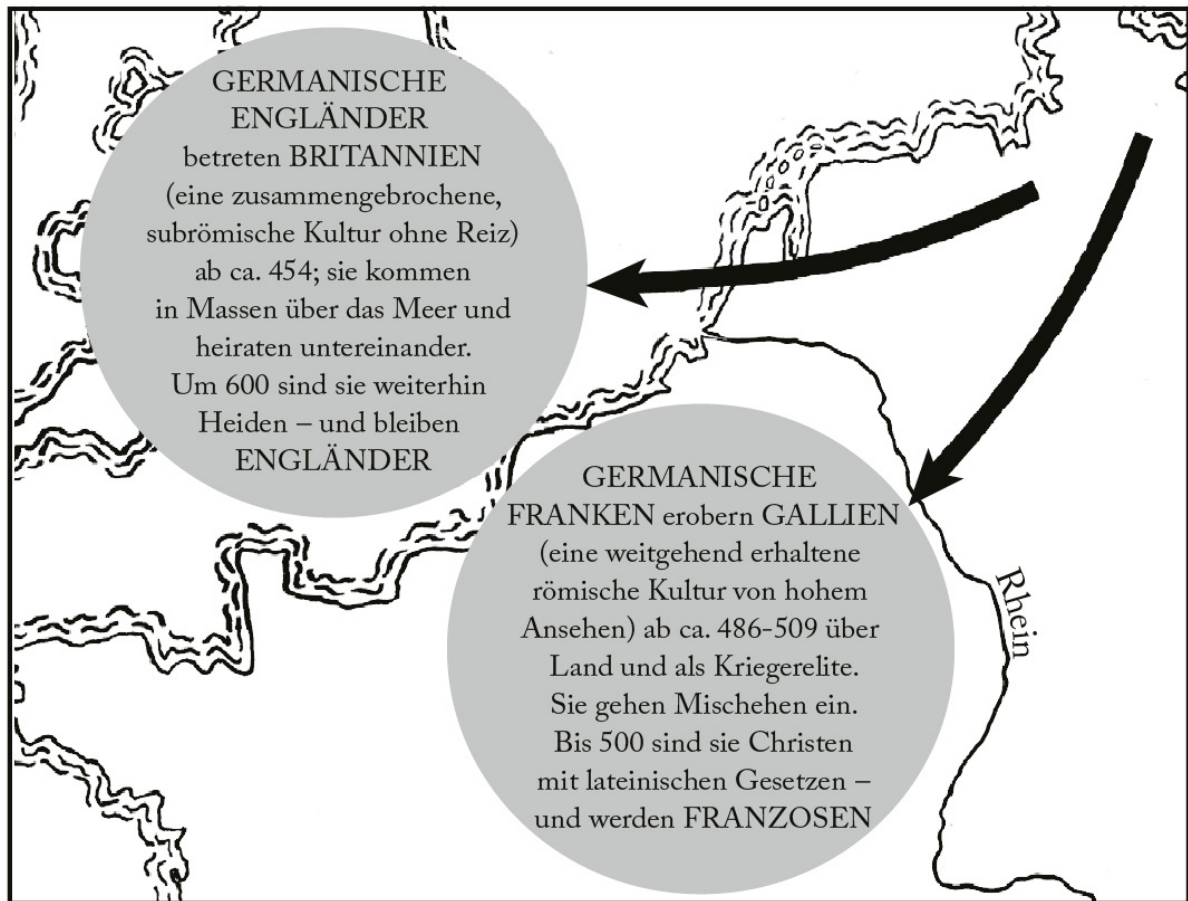 GERMANISCHE
ENGLÄNDER
betreten BRITANNIEN
(eine zusammengebrochene,
subrömische Kultur ohne Reiz)
ab ca. 454; sie kommen
in Massen über das Meer und
heiraten untereinander.
Um 600 sind sie weiterhin
Heiden – und bleiben
ENGLÄNDER
GERMANISCHE
FRANKEN erobern GALLIEN
(eine weitgehend erhaltene
römische Kultur von hohem
Ansehen) ab ca. 486-509 über
Land und als Kriegerelite.
Sie gehen Mischehen ein.
Bis 500 sind sie Christen
mit lateinischen Gesetzen –
und werden FRANZOSEN
Rhein